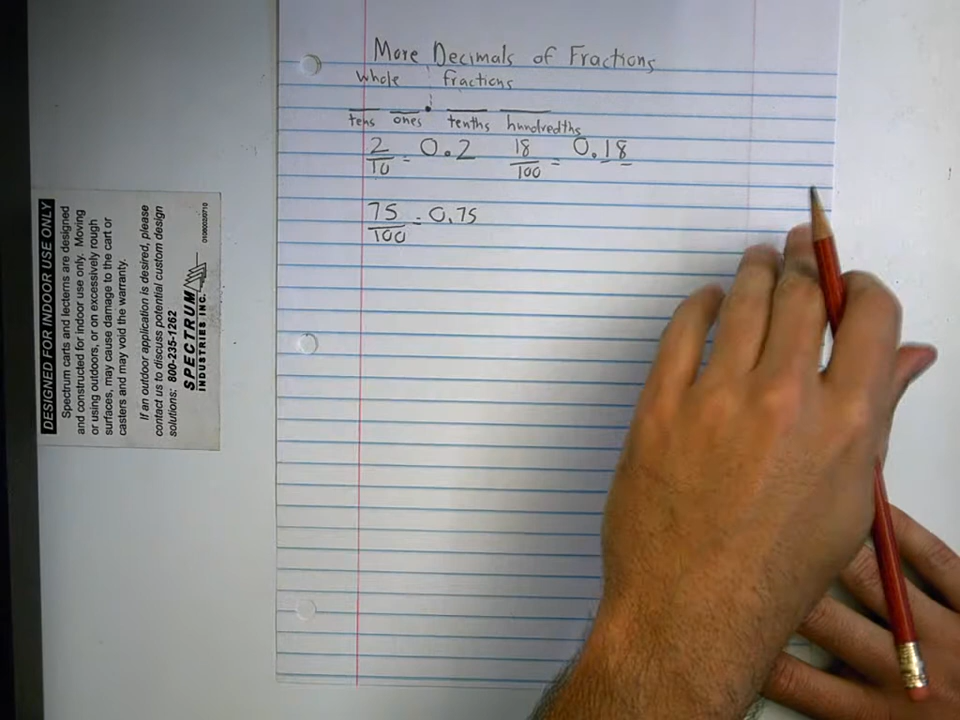 More Decimals of Fractions
whole fractions
tens ones . tenths hundredths
2/10 = 0.2 18/100 = 0.18
75/100 = 0.75
DESIGNED FOR INDOOR USE ONLY
Spectrum carts and lecterns are designed
and constructed for indoor use only. Moving
or using outdoors, or on excessively rough
surfaces, may cause damage to the cart or
casters and may void the warranty.
If an outdoor application is desired, please
contact us to discuss potential custom design
solutions: 800-235-1262
SPECTRUM
INDUSTRIES INC.